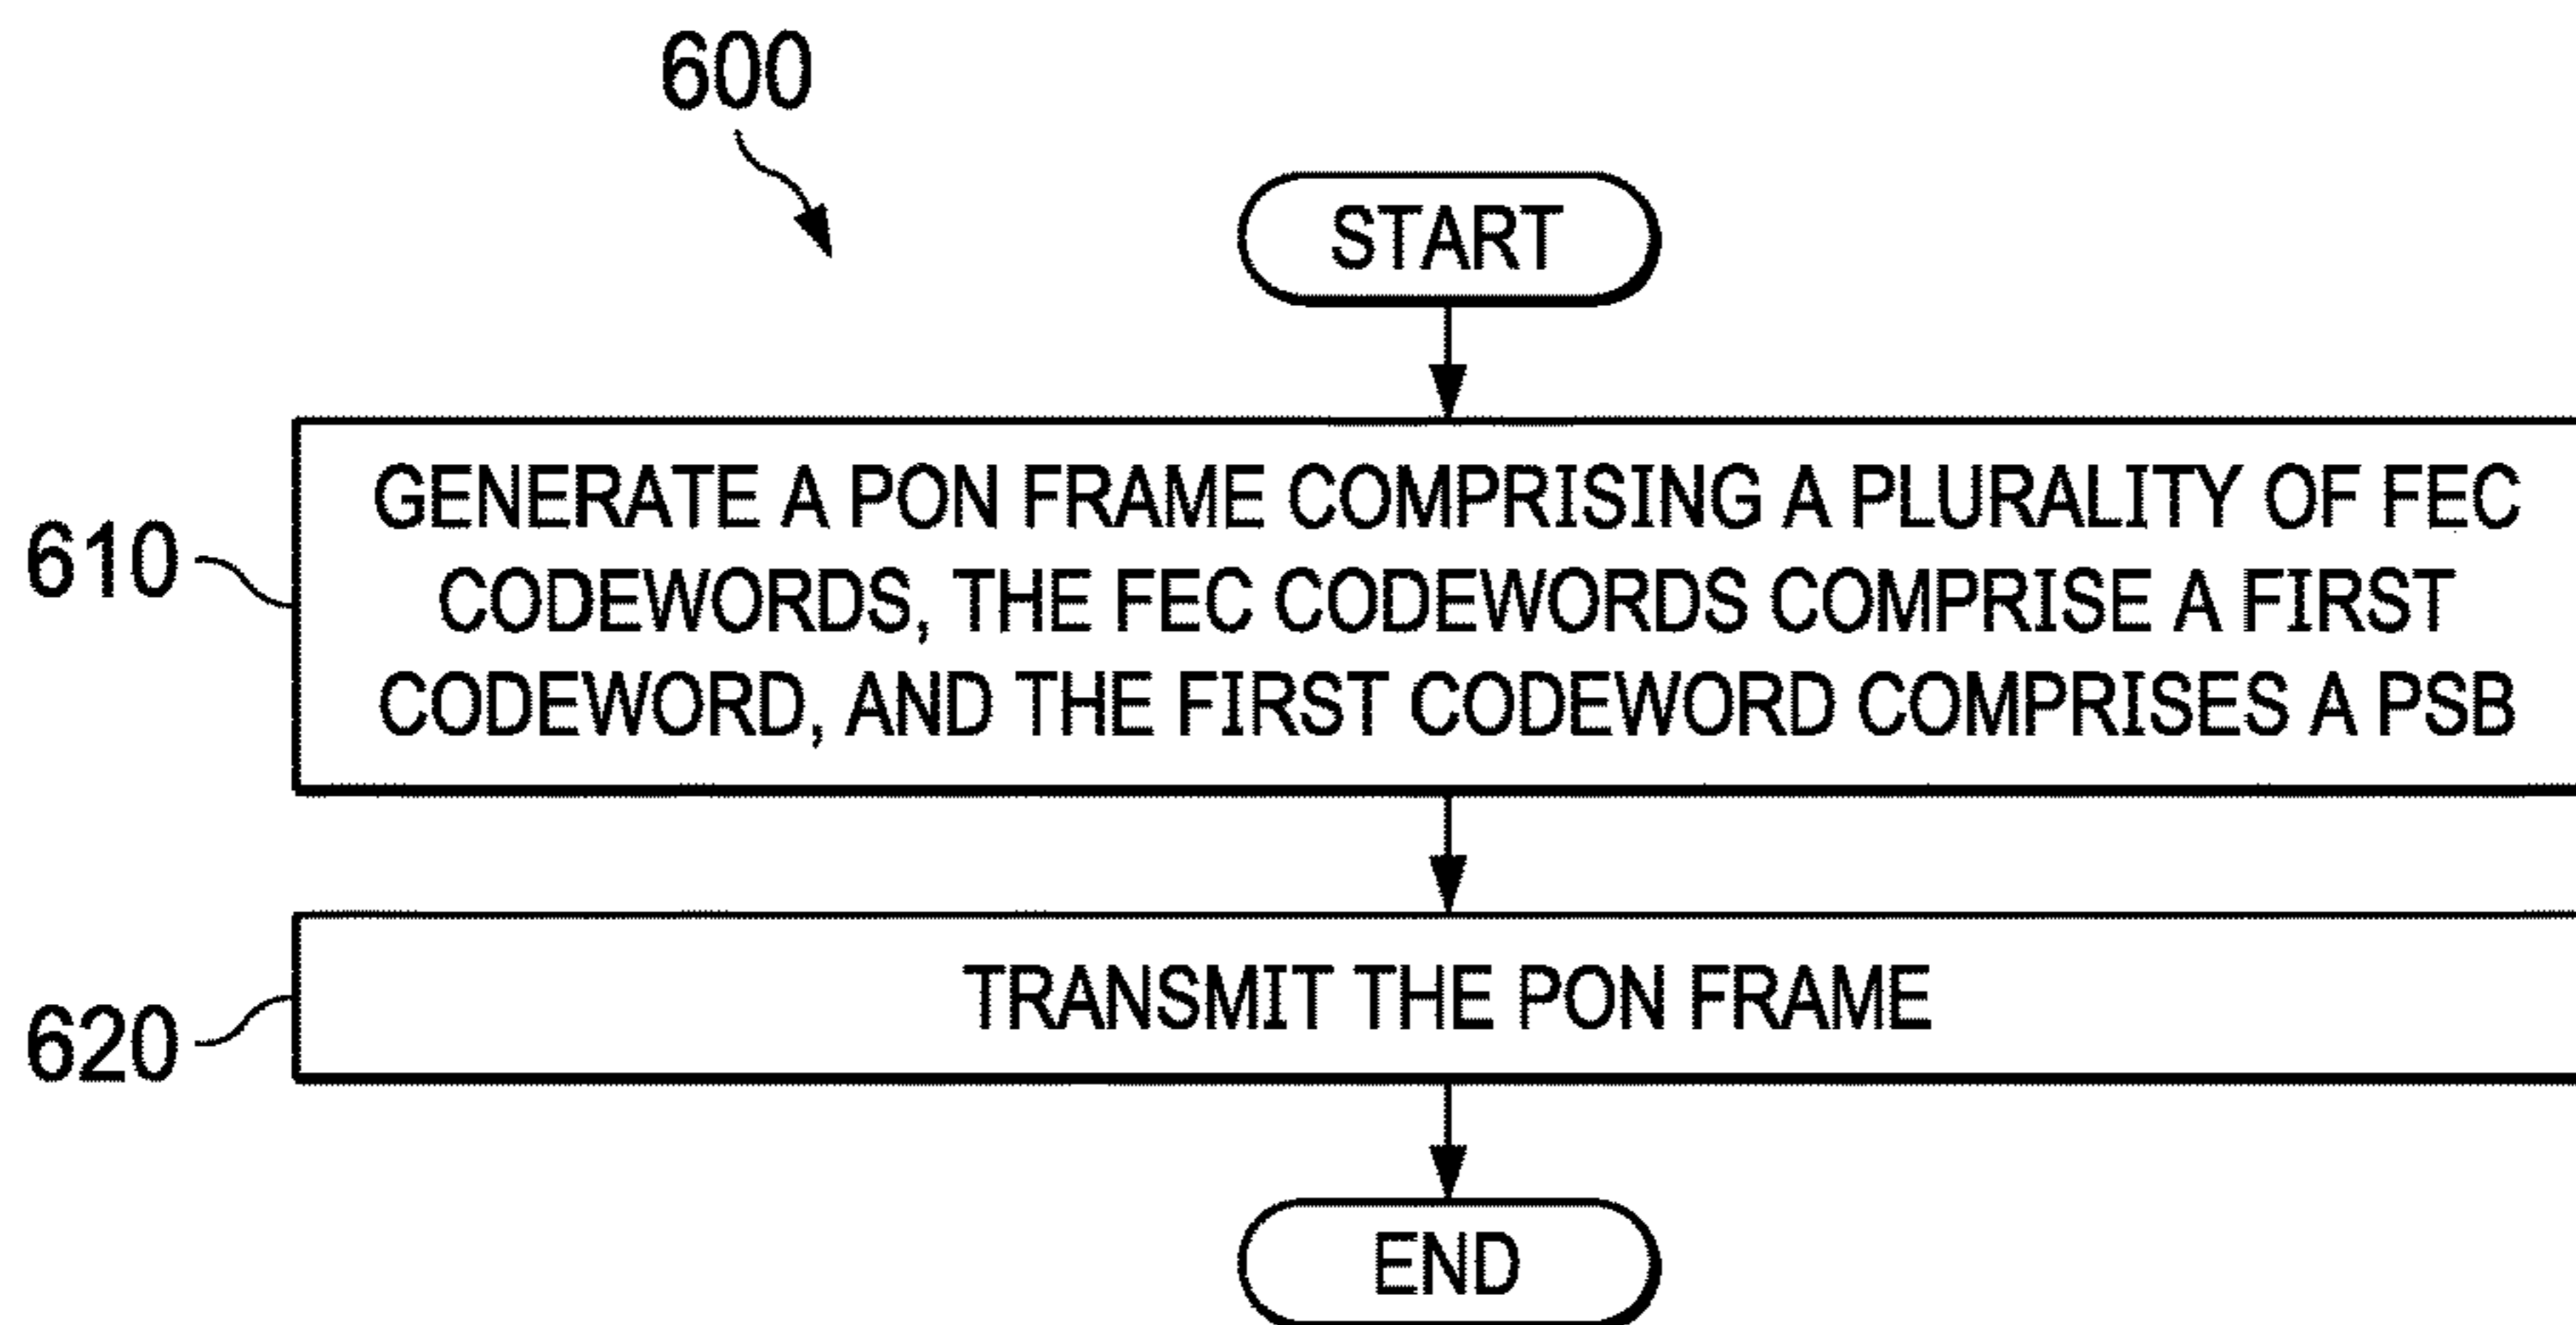 600
START
610
GENERATE A PON FRAME COMPRISING A PLURALITY OF FEC
CODEWORDS, THE FEC CODEWORDS COMPRISE A FIRST
CODEWORD, AND THE FIRST CODEWORD COMPRISES A PSB
620
TRANSMIT THE PON FRAME
END